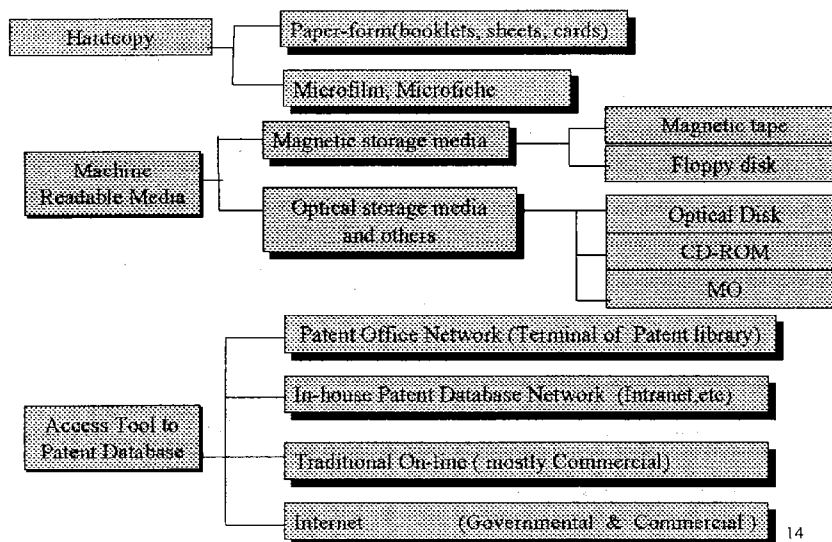 Hardcopy
Paper-form(booklets, sheets, cards)
Microfilm, Microfiche
Machine
Readable Media
Magnetic storage media
Magnetic tape
Floppy disk
Optical storage media
and others
Optical Disk
CD-ROM
MO
Access Tool to
Patent Database
Patent Office Network (Terminal of Patent library)
In-house Patent Database Network (Intranet,etc)
Traditional On-line ( mostly Commercial)
Internet (Governmental & Commercial )
14